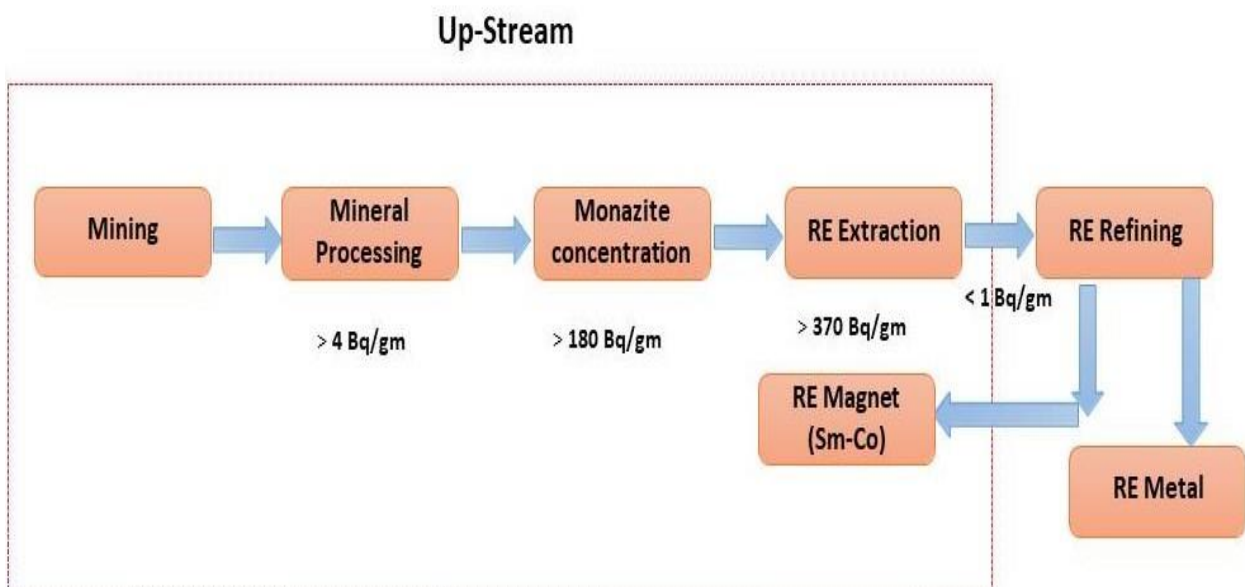 Up-Stream
Mining
Mineral
Processing
Monazite
concentration
RE Extraction
RE Refining
> 4 Bq/gm
> 180 Bq/gm
> 370 Bq/gm
< 1 Bq/gm
RE Magnet
(Sm-Co)
RE Metal